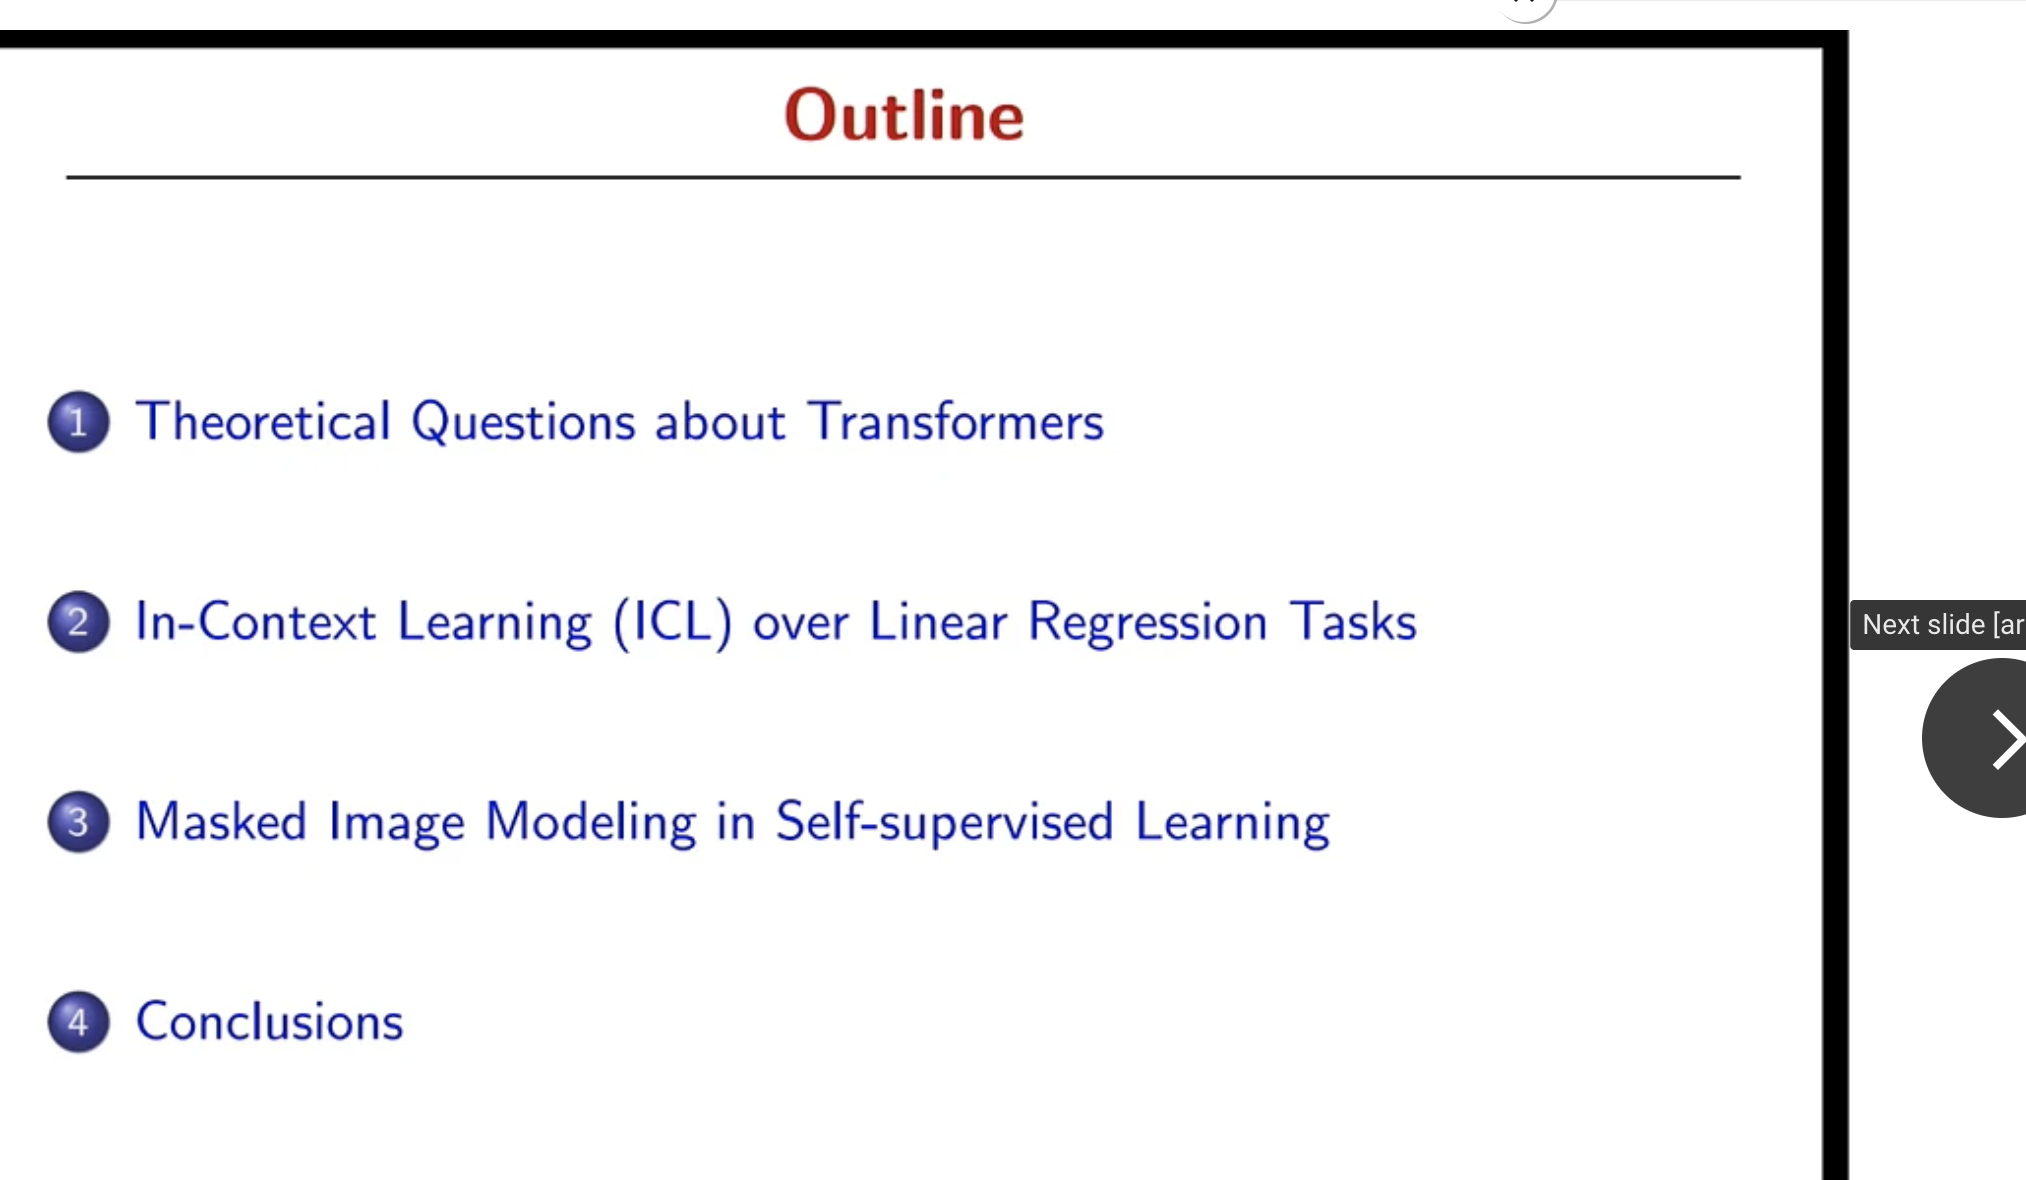 Outline
1 Theoretical Questions about Transformers
2 In-Context Learning (ICL) over Linear Regression Tasks
Next slide [ar
3 Masked Image Modeling in Self-supervised Learning
4 Conclusions